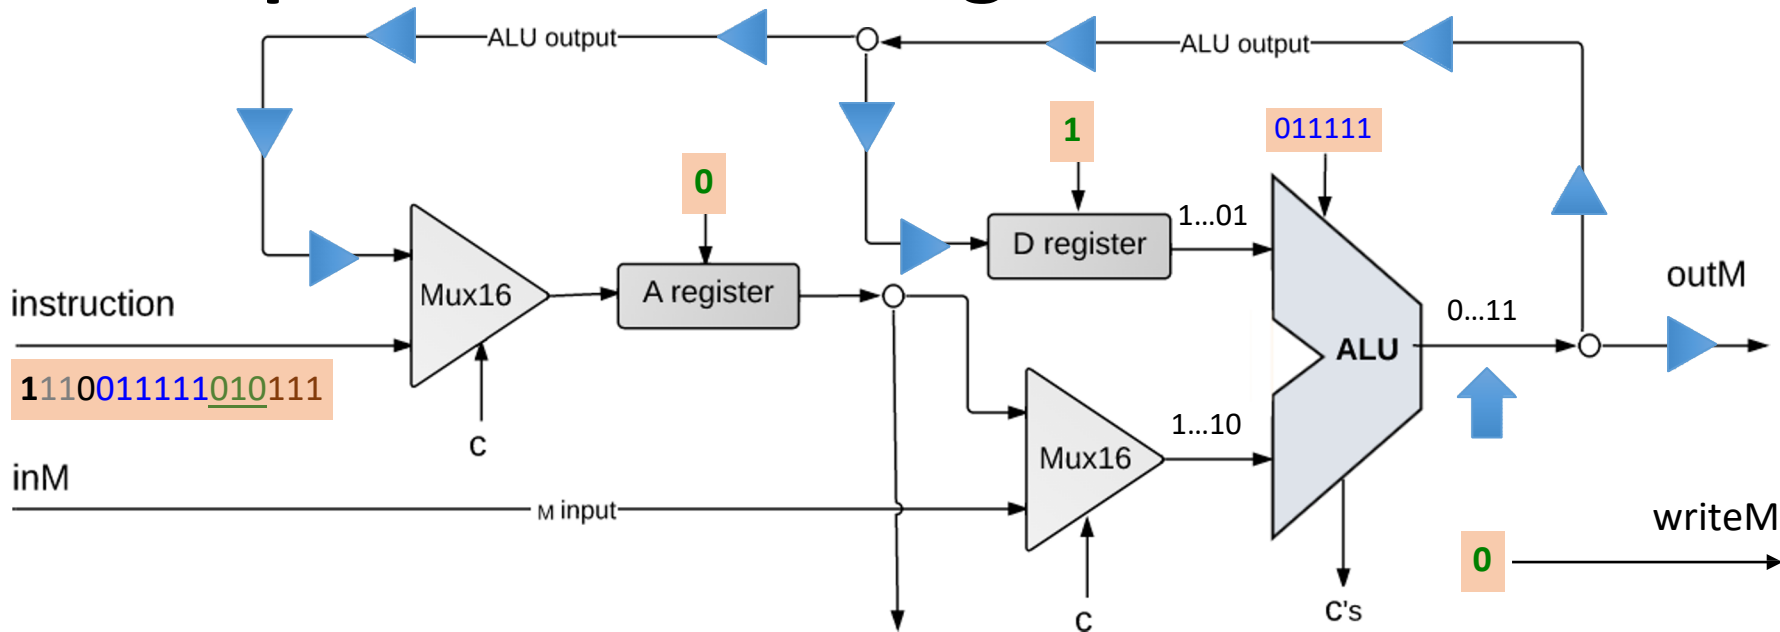 ALU output
ALU output
1
011111
0
1...01
D register
outM
Mux16
A register
instruction
0...11
ALU
1110011111010111
1...10
c
Mux16
inM
M input
writeM
0
c
c's